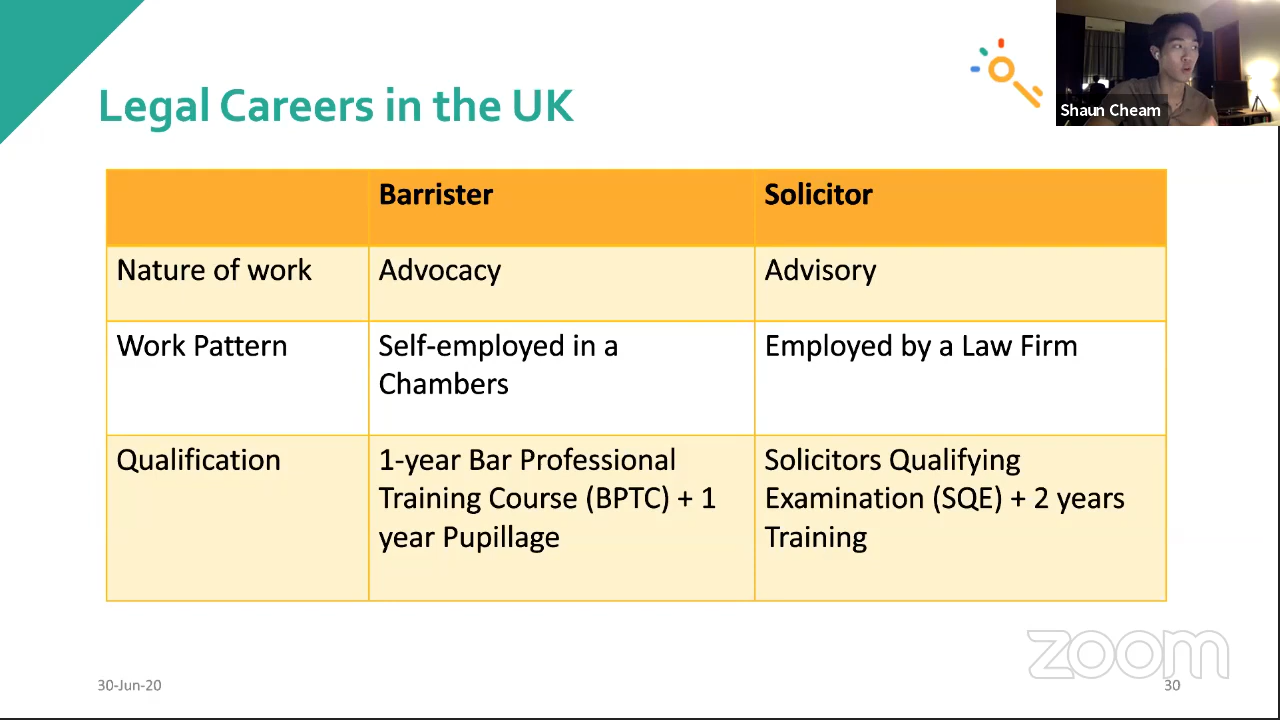 Legal Careers in the UK
Shaun Cheam
Barrister
Solicitor
Nature of work
Advocacy
Advisory
Work Pattern
Self-employed in a
Chambers
Employed by a Law Firm
Qualification
1-year Bar Professional
Training Course (BPTC) + 1
year Pupillage
Solicitors Qualifying
Examination (SQE) + 2 years
Training
zoom
30-Jun-20
30